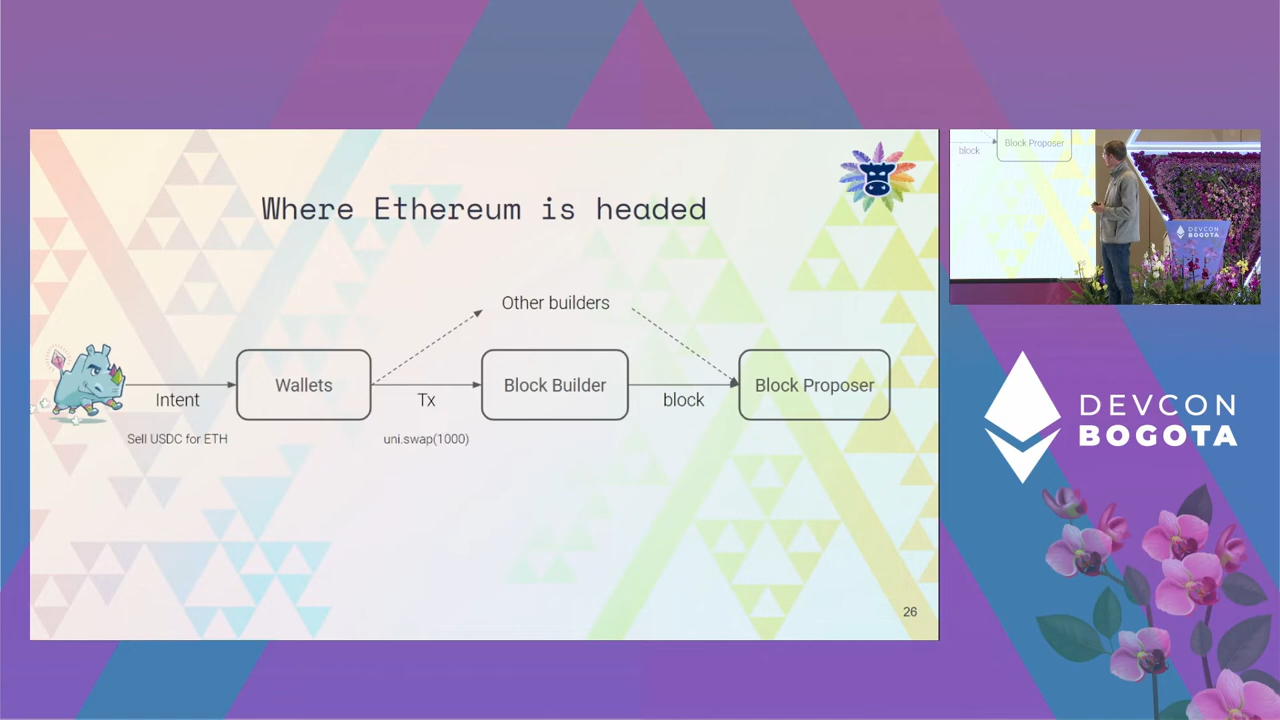 Where Ethereum is headed
Other builders
Wallets
Block Builder
Block Proposer
Intent
Tx
block
Sell USDC for ETH
uni.swap(1000)
26
block
Block Proposer
DEVCON
BOGOTA
DEVCON
BOGOTA